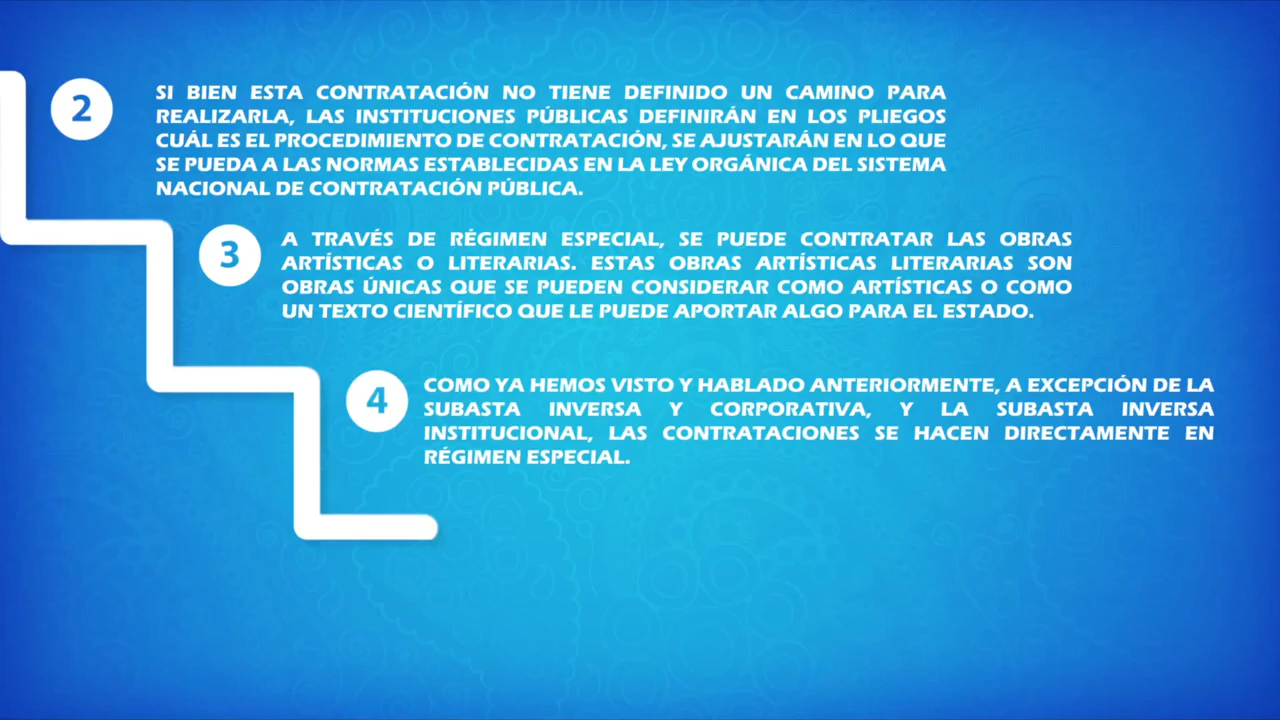 2
SI BIEN ESTA CONTRATACIÓN NO TIENE DEFINIDO UN CAMINO PARA
REALIZARLA, LAS INSTITUCIONES PÚBLICAS DEFINIRÁN EN LOS PLIEGOS
CUÁL ES EL PROCEDIMIENTO DE CONTRATACIÓN, SE AJUSTARÁN EN LO QUE
SE PUEDA A LAS NORMAS ESTABLECIDAS EN LA LEY ORGÁNICA DEL SISTEMA
NACIONAL DE CONTRATACIÓN PÚBLICA.
3
A TRAVÉS DE RÉGIMEN ESPECIAL, SE PUEDE CONTRATAR LAS OBRAS
ARTÍSTICAS O LITERARIAS. ESTAS OBRAS ARTÍSTICAS LITERARIAS SON
OBRAS ÚNICAS QUE SE PUEDEN CONSIDERAR COMO ARTÍSTICAS O COMO
UN TEXTO CIENTÍFICO QUE LE PUEDE APORTAR ALGO PARA EL ESTADO.
4
COMO YA HEMOS VISTO Y HABLADO ANTERIORMENTE, A EXCEPCIÓN DE LA
SUBASTA INVERSA Y CORPORATIVA, Y LA SUBASTA INVERSA
INSTITUCIONAL, LAS CONTRATACIONES SE HACEN DIRECTAMENTE EN
RÉGIMEN ESPECIAL.